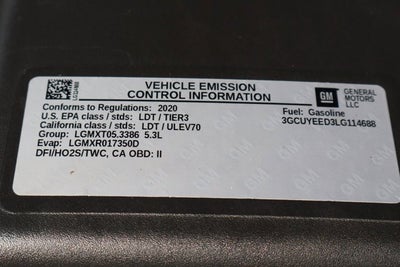 VEHICLE EMISSION
CONTROL INFORMATION
GM
GENERAL
MOTORS
LLC
Conforms to Regulations: 2020
U.S. EPA class / stds: LDT / TIER3
California class / stds: LDT / ULEV70
Group: LGMXT05.3386 5.3L
Evap: LGMXR017350D
DFI/HO2S/TWC, CA OBD: II
Fuel: Gasoline
3GCUYEED3LG114688